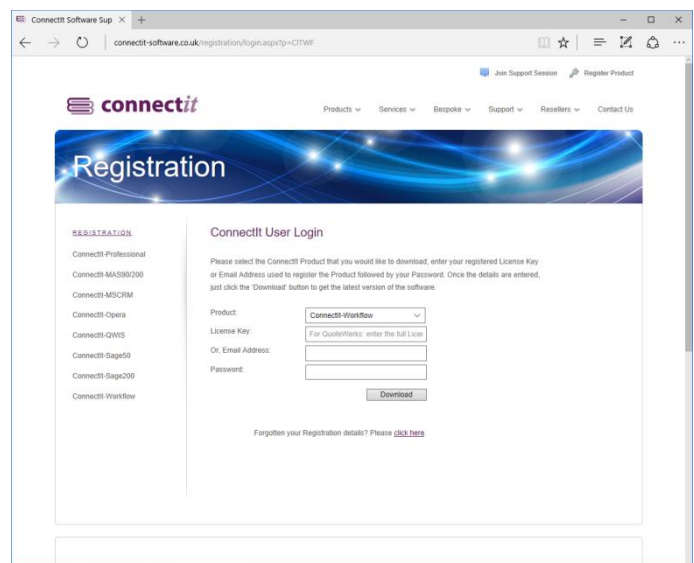 ConnectIt Software Sup
connectit-software.co.uk/registration/login.aspx?p=CITWF
Join Support Session
Register Product
connectit
Products
Services
Bespoke
Support
Resellers
Contact Us
Registration
REGISTRATION
ConnectIt-Professional
ConnectIt-MAS90/200
ConnectIt-MSCRM
ConnectIt-Opera
ConnectIt-QWIS
ConnectIt-Sage50
ConnectIt-Sage200
ConnectIt-Workflow
ConnectIt User Login
Please select the ConnectIt Product that you would like to download, enter your registered License Key
or Email Address used to register the Product followed by your Password. Once the details are entered,
just click the 'Download' button to get the latest version of the software.
Product:
ConnectIt-Workflow
License Key:
For QuoteWerks: enter the full Licen
Or, Email Address:
Password:
Download
Forgotten your Registration details? Please click here.